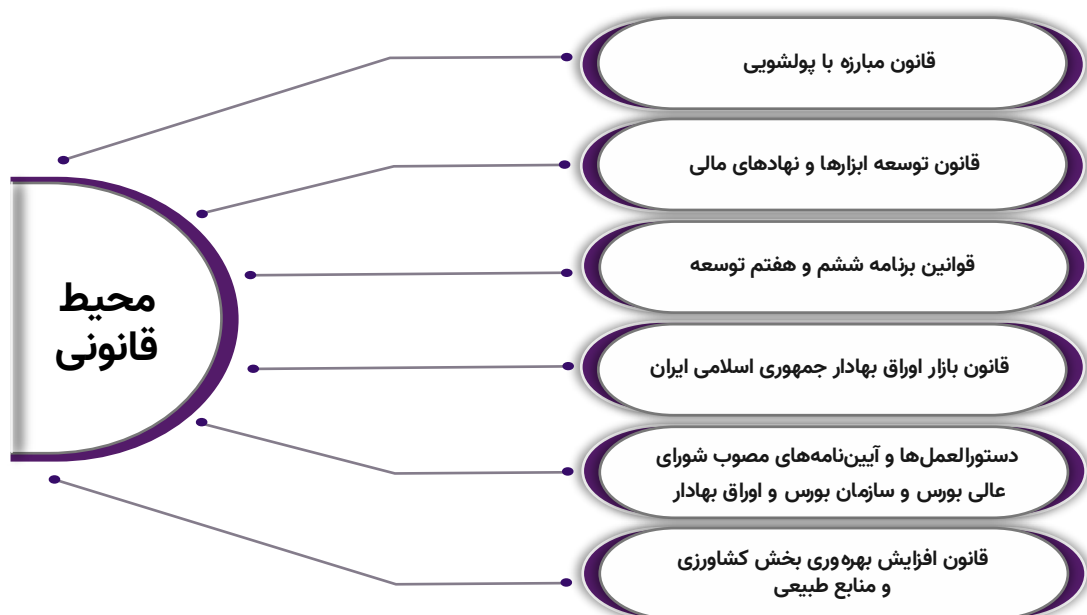 قانون مبارزه با پولشویی
قانون توسعه ابزارها و نهادهای مالی
قوانین برنامه ششم و هفتم توسعه
محیط
قانونی
قانون بازار اوراق بهادار جمهوری اسلامی ایران
دستورالعمل‌ها و آیین‌نامه‌های مصوب شورای
عالی بورس و سازمان بورس و اوراق بهادار
قانون افزایش بهره‌وری بخش کشاورزی
و منابع طبیعی